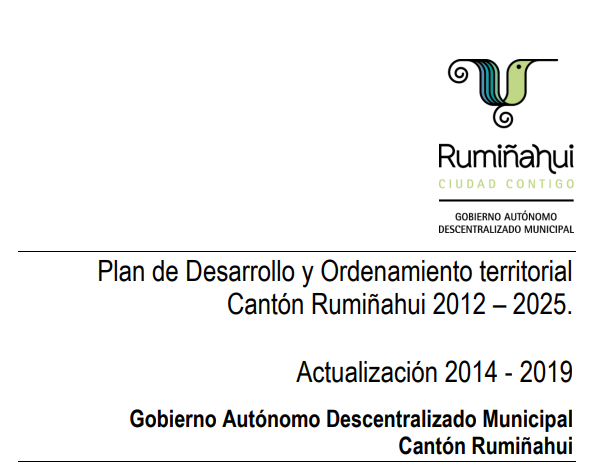 Rumiñahui
CIUDAD CONTIGO
GOBIERNO AUTÓNOMO
DESCENTRALIZADO MUNICIPAL
Plan de Desarrollo y Ordenamiento territorial
Cantón Rumiñahui 2012 – 2025.
Actualización 2014 - 2019
Gobierno Autónomo Descentralizado Municipal
Cantón Rumiñahui